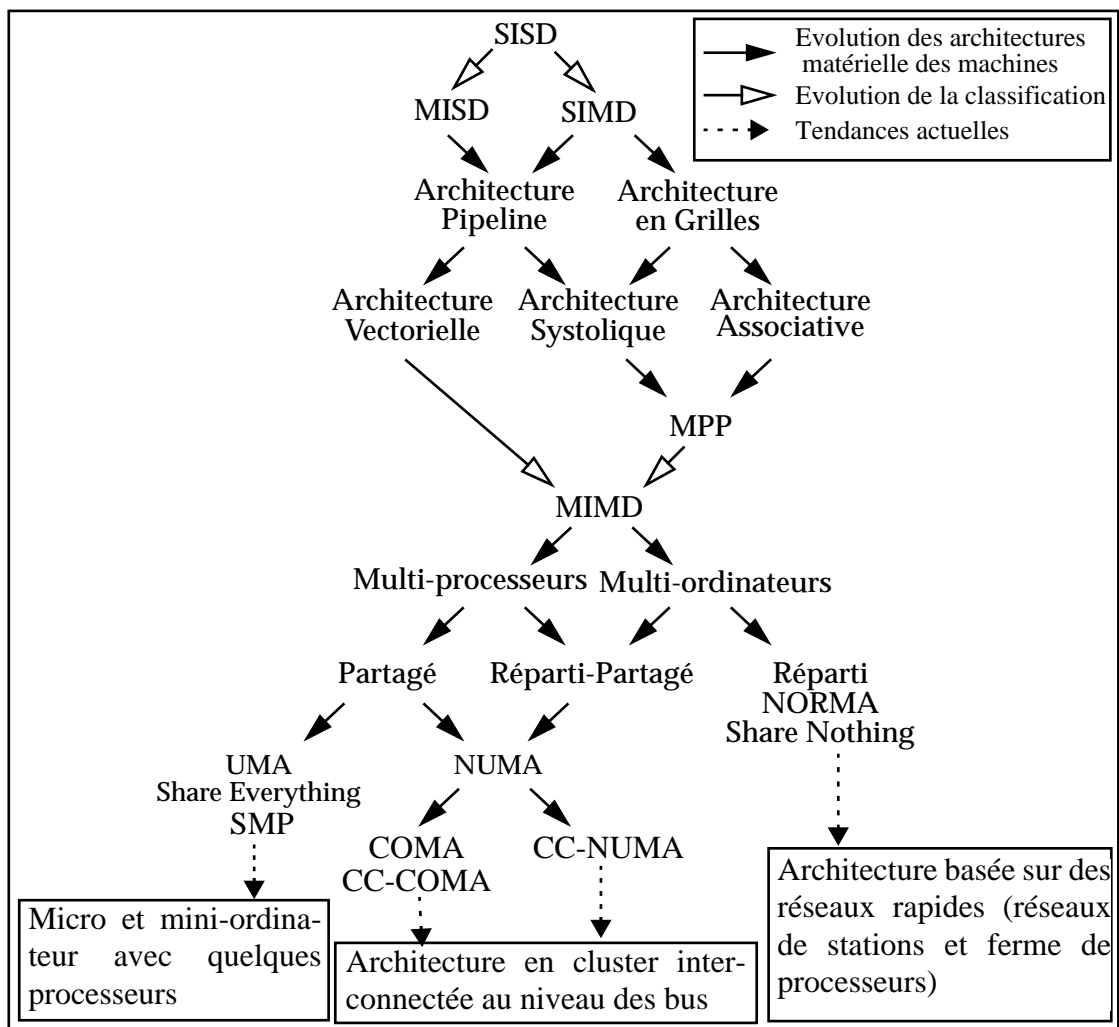 SISD
Evolution des architectures
matérielle des machines
Evolution de la classification
Tendances actuelles
MISD
SIMD
Architecture
Pipeline
Architecture
en Grilles
Architecture
Vectorielle
Architecture
Systolique
Architecture
Associative
MPP
MIMD
Multi-processeurs
Multi-ordinateurs
Partagé
Réparti-Partagé
Réparti
NORMA
Share Nothing
UMA
Share Everything
SMP
NUMA
COMA
CC-COMA
CC-NUMA
Micro et mini-ordina-
teur avec quelques
processeurs
Architecture en cluster inter-
connectée au niveau des bus
Architecture basée sur des
réseaux rapides (réseaux
de stations et ferme de
processeurs)